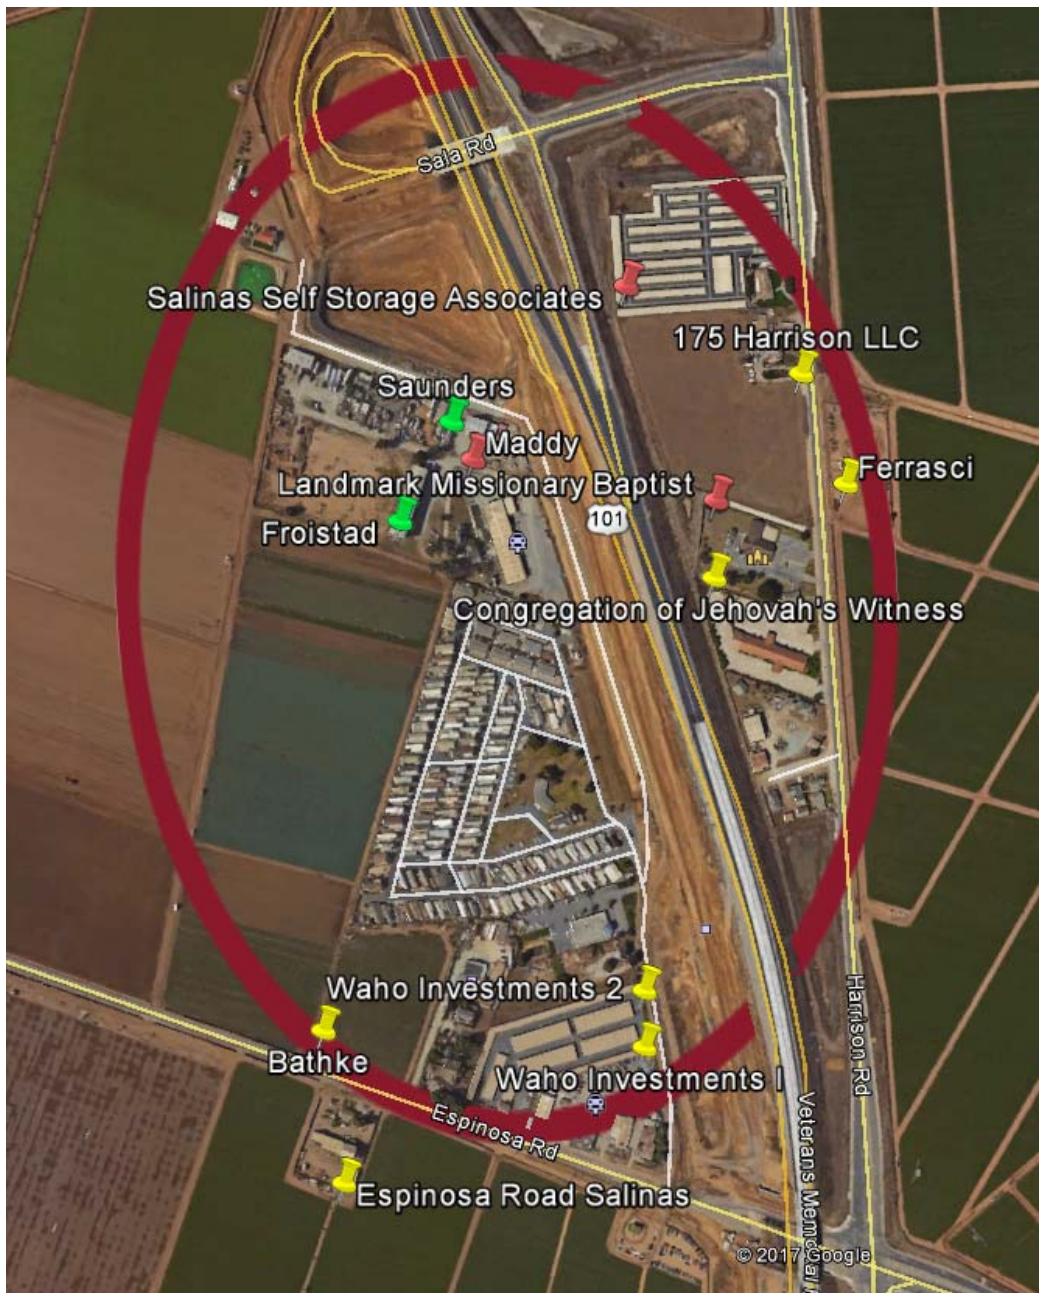 Sala Rd
Salinas Self Storage Associates
175 Harrison LLC
Saunders
Maddy
Ferrasci
Landmark Missionary Baptist
101
Froistad
Congregation of Jehovah's Witness
Waho Investments 2
Harrison Rd
Bathke
Waho Investments I
Espinosa Rd
Veterans Memorial
Espinosa Road Salinas
© 2017 Google